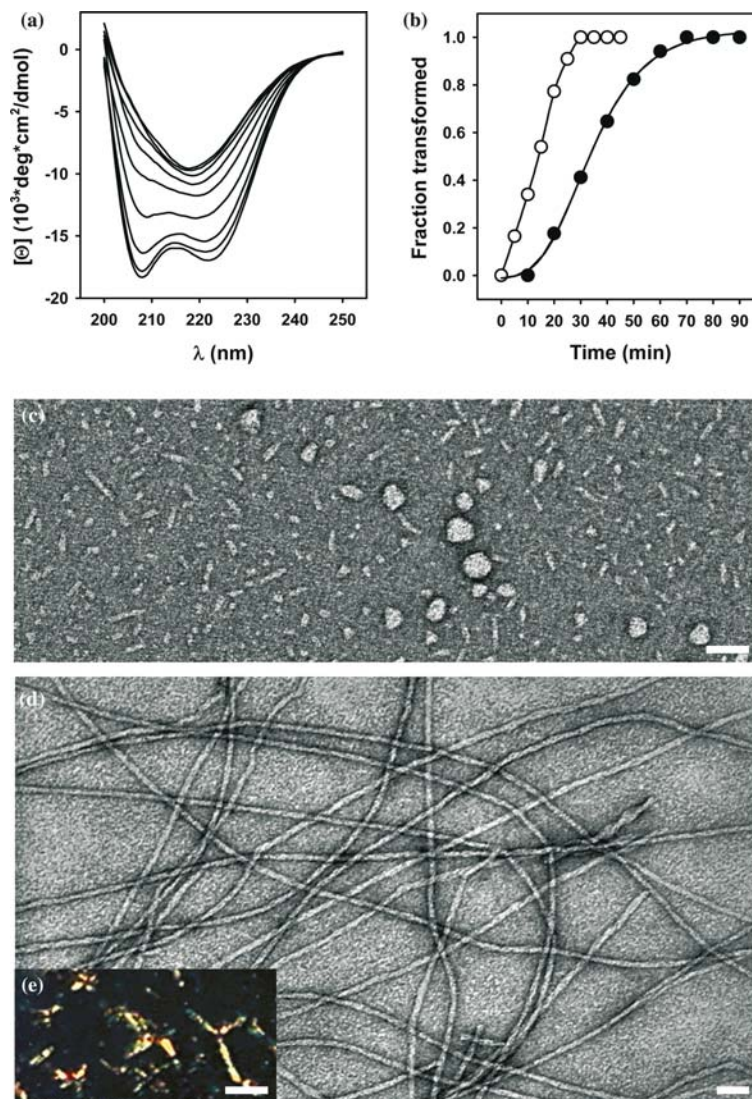 (a)
0
-5
-10
-15
-20
[Θ] (10³*deg*cm²/dmol)
200 210 220 230 240 250
λ (nm)
(b)
1.0
0.8
0.6
0.4
0.2
0.0
Fraction transformed
0 10 20 30 40 50 60 70 80 90
Time (min)
(c)
(d)
(e)